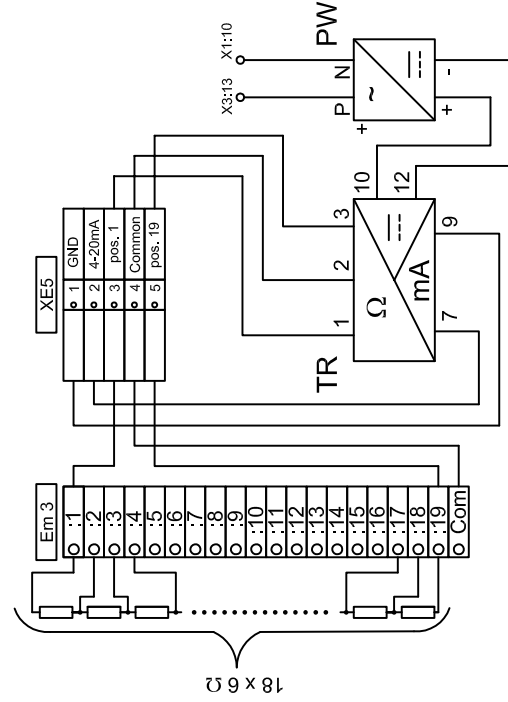 PW
X1:10
X3:13
N
P
~
+
-
+
XE5
1 GND
2 4-20mA
3 pos. 1
4 Common
5 pos. 19
10
12
3
2
1
Ω
mA
9
7
TR
Em 3
:1
:2
:3
:4
:5
:6
:7
:8
:9
:10
:11
:12
:13
:14
:15
:16
:17
:18
:19
Com
18 x 6 Ω